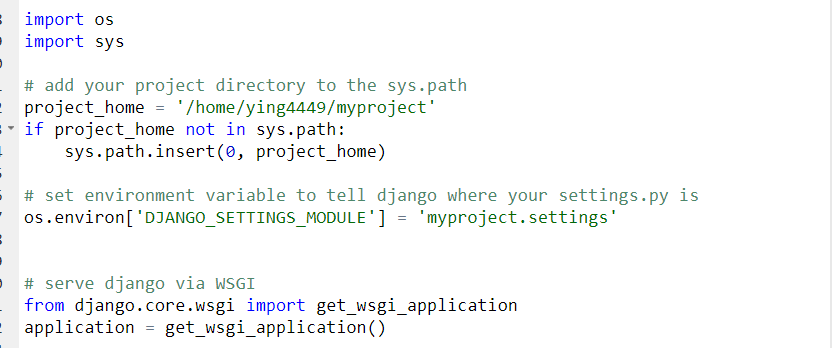 import os
import sys
# add your project directory to the sys.path
project_home = '/home/ying4449/myproject'
if project_home not in sys.path:
    sys.path.insert(0, project_home)
# set environment variable to tell django where your settings.py is
os.environ['DJANGO_SETTINGS_MODULE'] = 'myproject.settings'
# serve django via WSGI
from django.core.wsgi import get_wsgi_application
application = get_wsgi_application()